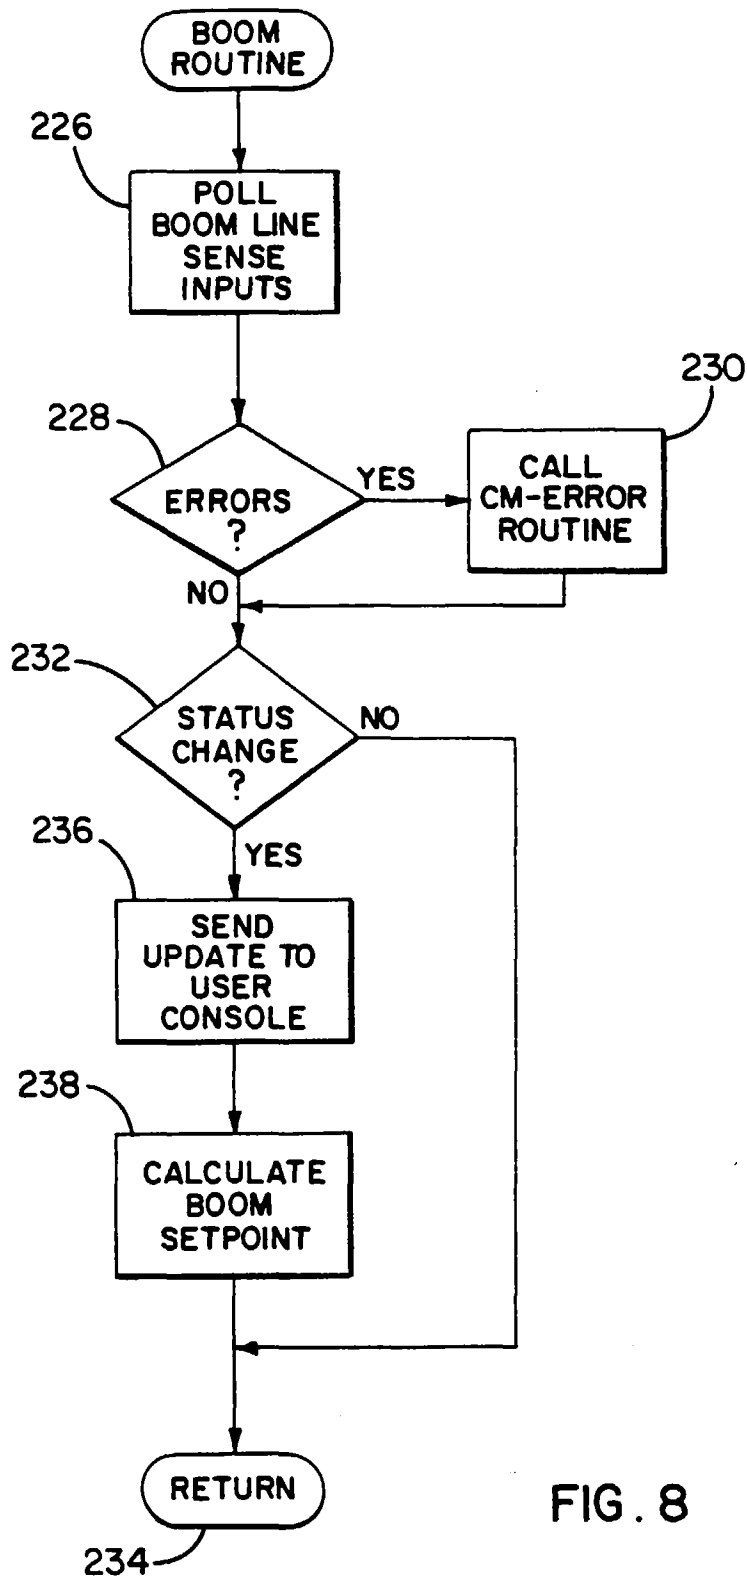 BOOM
ROUTINE
226
POLL
BOOM LINE
SENSE
INPUTS
228
ERRORS
?
YES
230
CALL
CM-ERROR
ROUTINE
NO
232
STATUS
CHANGE
?
NO
YES
236
SEND
UPDATE TO
USER
CONSOLE
238
CALCULATE
BOOM
SETPOINT
RETURN
234
FIG. 8